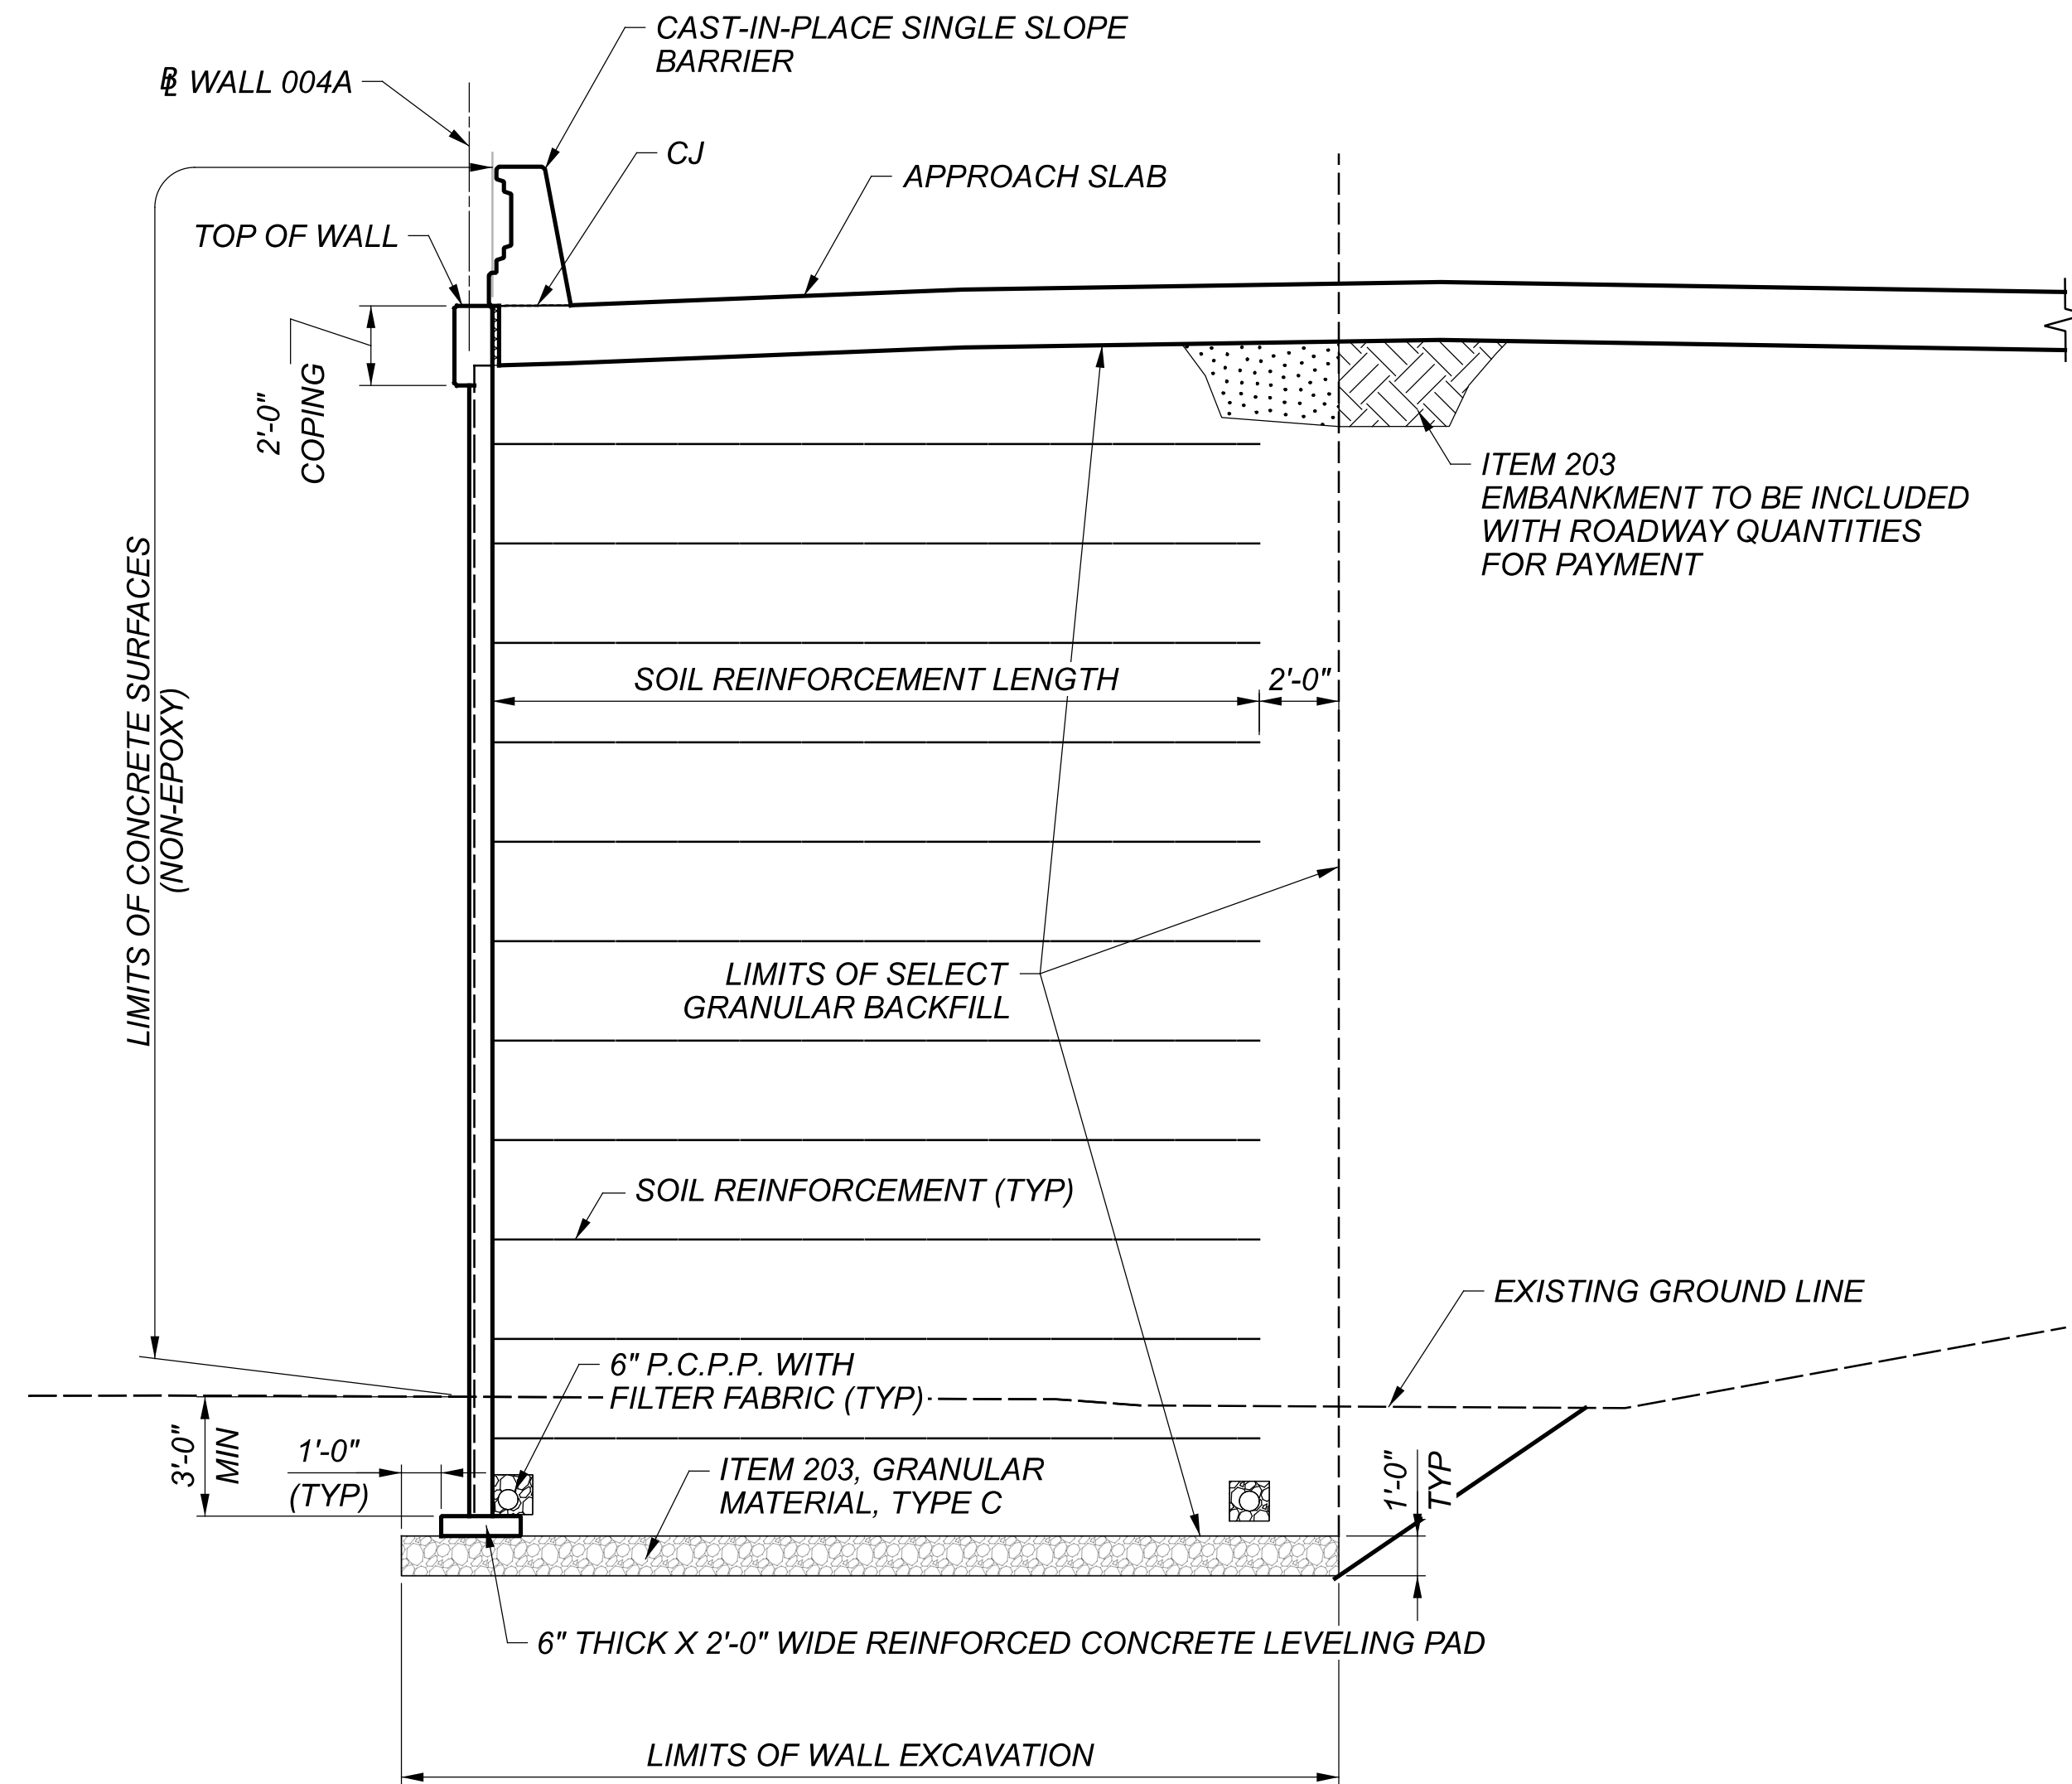 CAST-IN-PLACE SINGLE SLOPE
BARRIER
BL WALL 004A
CJ
APPROACH SLAB
TOP OF WALL
2'-0"
COPING
ITEM 203
EMBANKMENT TO BE INCLUDED
WITH ROADWAY QUANTITIES
FOR PAYMENT
LIMITS OF CONCRETE SURFACES
(NON-EPOXY)
SOIL REINFORCEMENT LENGTH
2'-0"
LIMITS OF SELECT
GRANULAR BACKFILL
SOIL REINFORCEMENT (TYP)
EXISTING GROUND LINE
6" P.C.P.P. WITH
FILTER FABRIC (TYP)
3'-0"
MIN
1'-0"
(TYP)
ITEM 203, GRANULAR
MATERIAL, TYPE C
1'-0"
TYP
6" THICK X 2'-0" WIDE REINFORCED CONCRETE LEVELING PAD
LIMITS OF WALL EXCAVATION